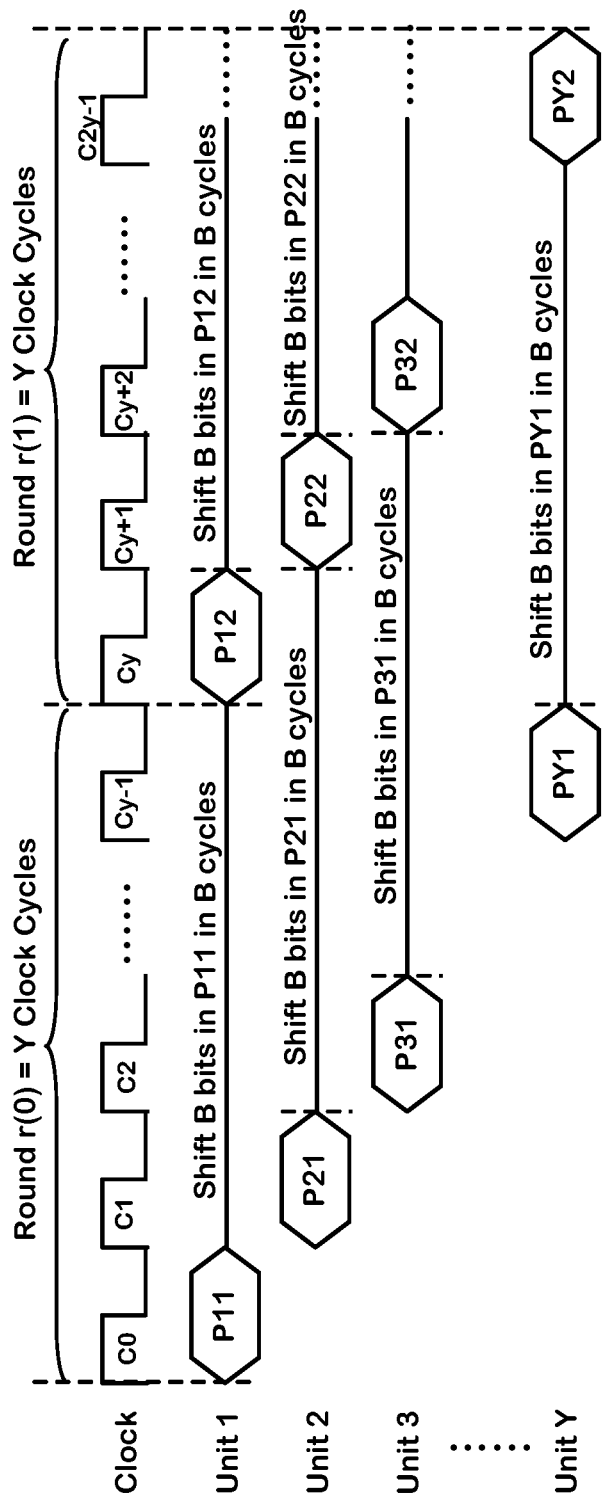 Round r(0) = Y Clock Cycles
Round r(1) = Y Clock Cycles
Clock
C0
C1
C2
......
Cy-1
Cy
Cy+1
Cy+2
......
C2y-1
Unit 1
P11
Shift B bits in P11 in B cycles
P12
Shift B bits in P12 in B cycles
......
Unit 2
P21
Shift B bits in P21 in B cycles
P22
Shift B bits in P22 in B cycles
......
Unit 3
P31
Shift B bits in P31 in B cycles
P32
......
......
Unit Y
PY1
Shift B bits in PY1 in B cycles
PY2